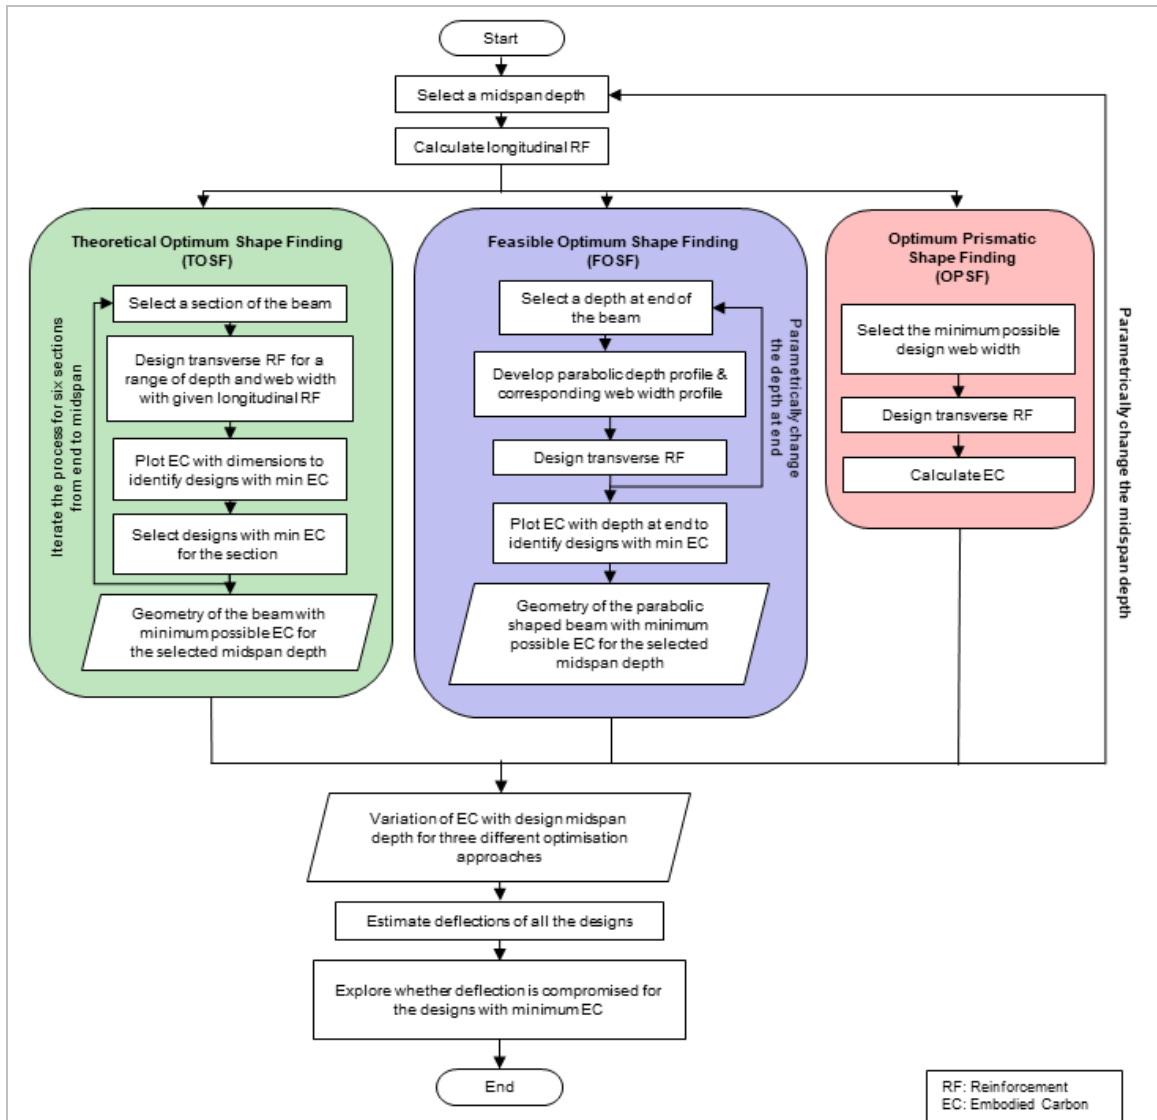 Start
Select a midspan depth
Calculate longitudinal RF
Theoretical Optimum Shape Finding
(TOSF)
Select a section of the beam
Design transverse RF for a
range of depth and web width
with given longitudinal RF
Plot EC with dimensions to
identify designs with min EC
Select designs with min EC
for the section
Geometry of the beam with
minimum possible EC for
the selected midspan depth
Iterate the process for six sections
from end to midspan
Feasible Optimum Shape Finding
(FOSF)
Select a depth at end of
the beam
Develop parabolic depth profile &
corresponding web width profile
Design transverse RF
Plot EC with depth at end to
identify designs with min EC
Geometry of the parabolic
shaped beam with minimum
possible EC for the selected
midspan depth
Parametrically change
the depth at end
Optimum Prismatic
Shape Finding
(OPSF)
Select the minimum possible
design web width
Design transverse RF
Calculate EC
Parametrically change the midspan depth
Variation of EC with design midspan
depth for three different optimisation
approaches
Estimate deflections of all the designs
Explore whether deflection is compromised for
the designs with minimum EC
End
RF: Reinforcement
EC: Embodied Carbon